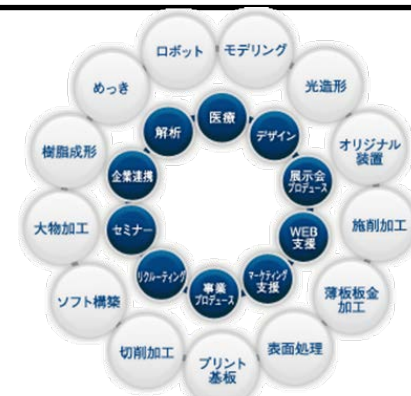 ロボット
モデリング
光造形
オリジナル
装置
施削加工
薄板板金
加工
表面処理
プリント
基板
切削加工
ソフト構築
大物加工
樹脂成形
めっき
医療
デザイン
展示会
プロデュース
WEB
支援
マーケティング
支援
事業
プロデュース
リクルーティング
セミナー
企業連携
解析